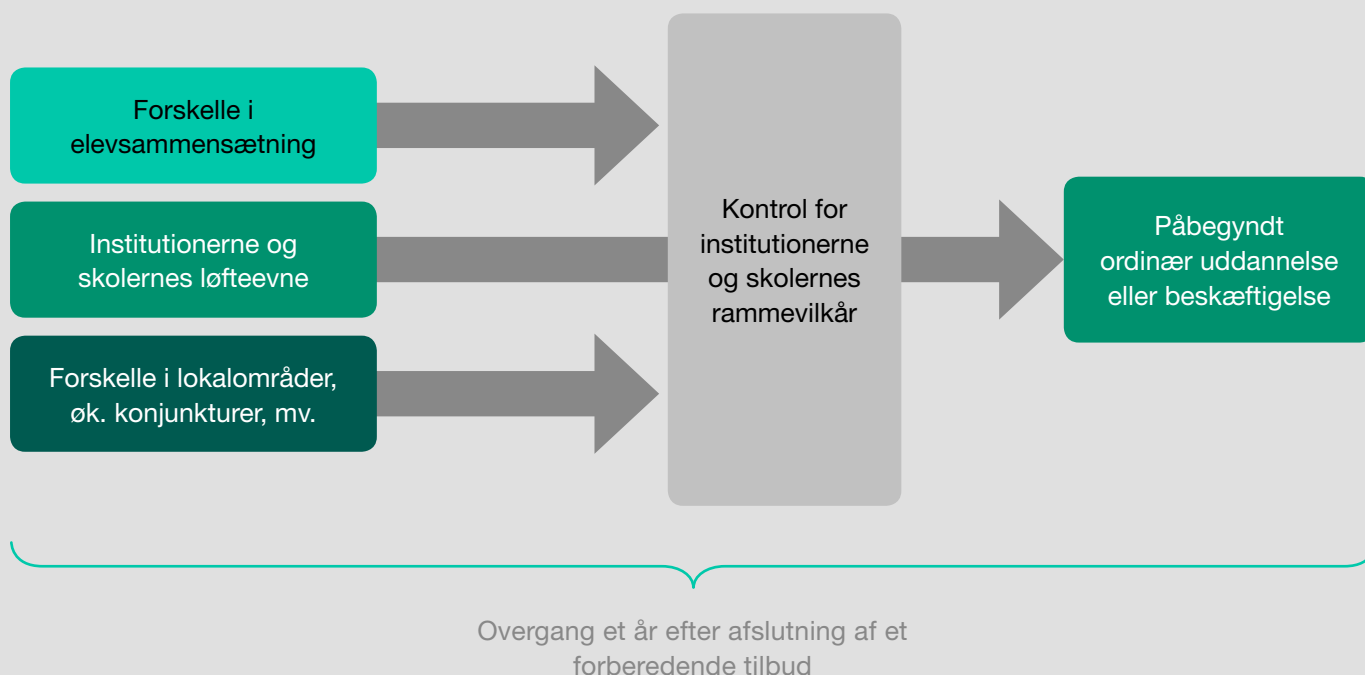 Forskelle i
elevsammensætning
Institutionerne og
skolernes løfteevne
Forskelle i lokalområder,
øk. konjunkturer, mv.
Kontrol for
institutionerne
og skolernes
rammevilkår
Påbegyndt
ordinær uddannelse
eller beskæftigelse
Overgang et år efter afslutning af et
forberedende tilbud